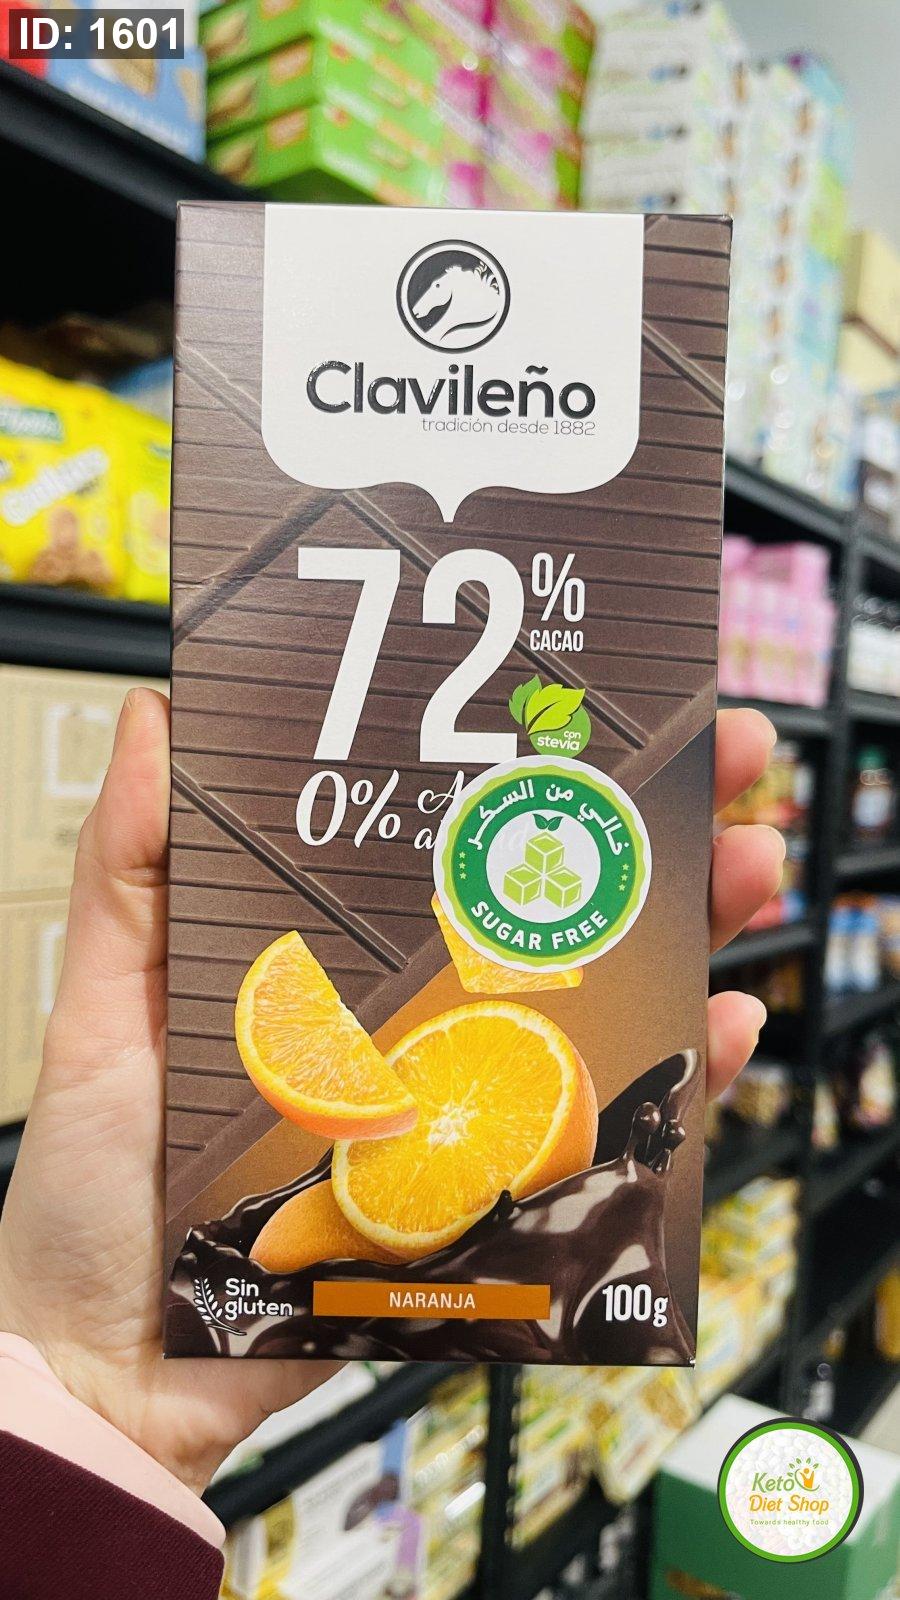 ID: 1601
Clavileño
tradición desde 1882
72%
CACAO
con
stevia
0%
خالي من السكر
SUGAR FREE
Sin
gluten
NARANJA
100g
Keto
Diet Shop
Towards healthy food